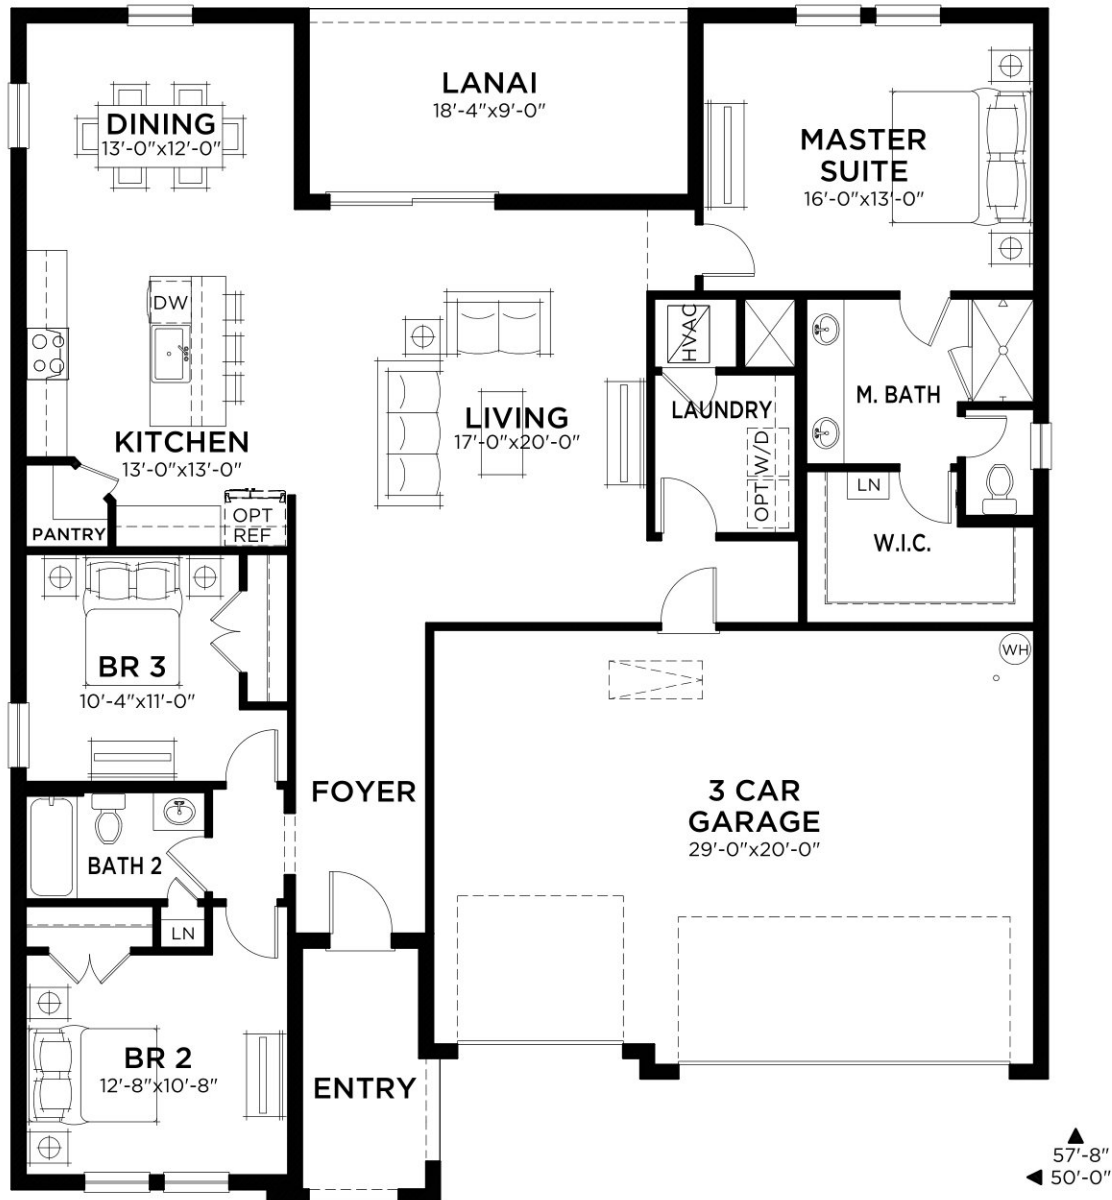 LANAI
18'-4"x9'-0"
DINING
13'-0"x12'-0"
MASTER
SUITE
16'-0"x13'-0"
DW
HVAC
KITCHEN
13'-0"x13'-0"
LIVING
17'-0"x20'-0"
LAUNDRY
OPT W/D
M. BATH
LN
W.I.C.
PANTRY
OPT
REF
BR 3
10'-4"x11'-0"
WH
FOYER
3 CAR
GARAGE
29'-0"x20'-0"
BATH 2
LN
BR 2
12'-8"x10'-8"
ENTRY
57'-8"
50'-0"